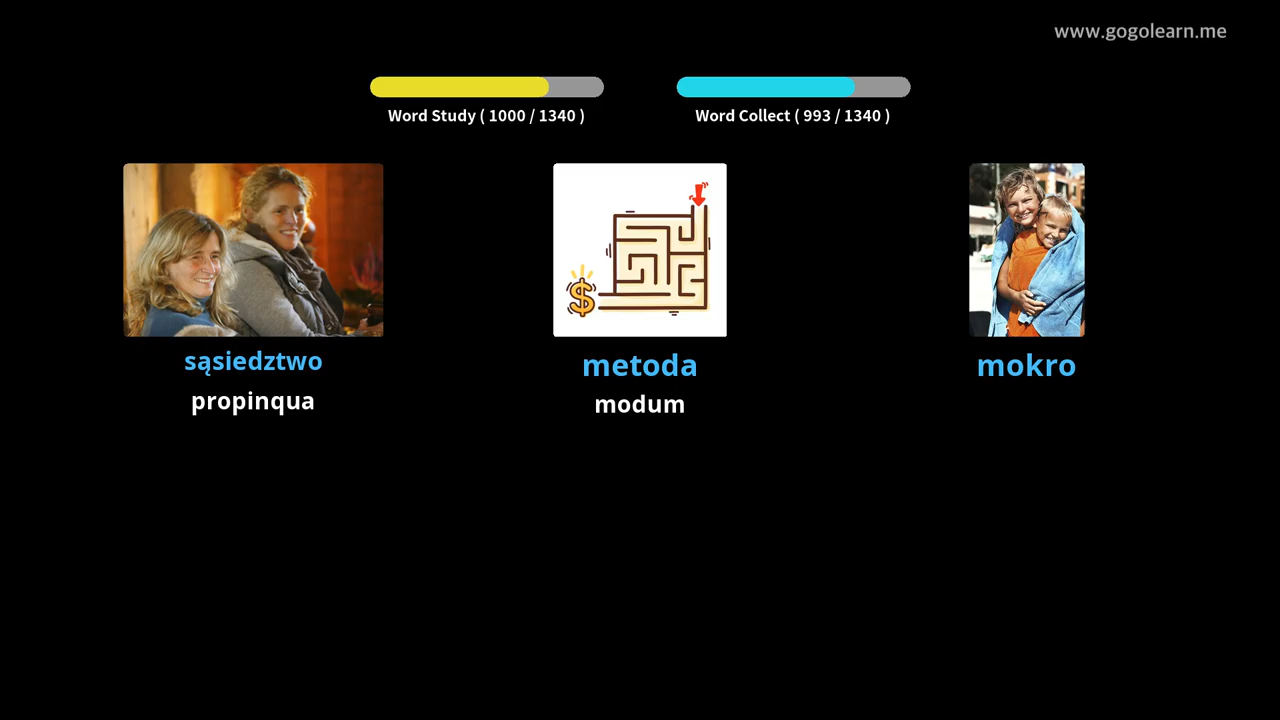 www.gogolearn.me
Word Study ( 1000 / 1340 )
Word Collect ( 993 / 1340 )
sąsiedztwo
propinqua
metoda
modum
mokro